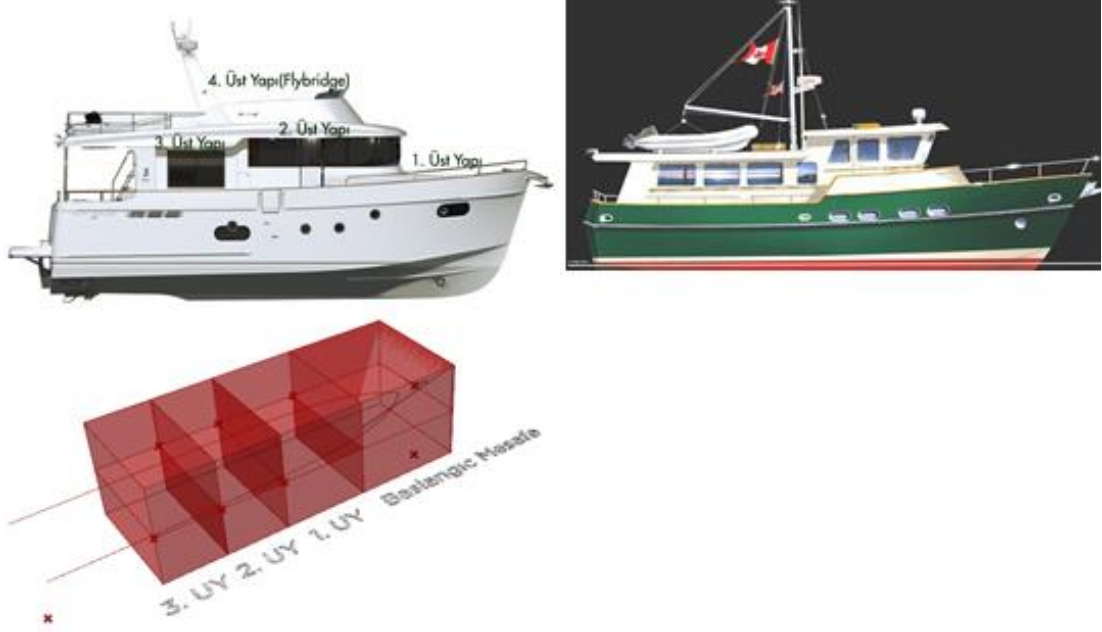 4. Üst Yapı(Flybridge)
2. Üst Yapı
3. Üst Yapı
1. Üst Yapı
3. UY 2. UY 1. UY Baslangic Mesafe